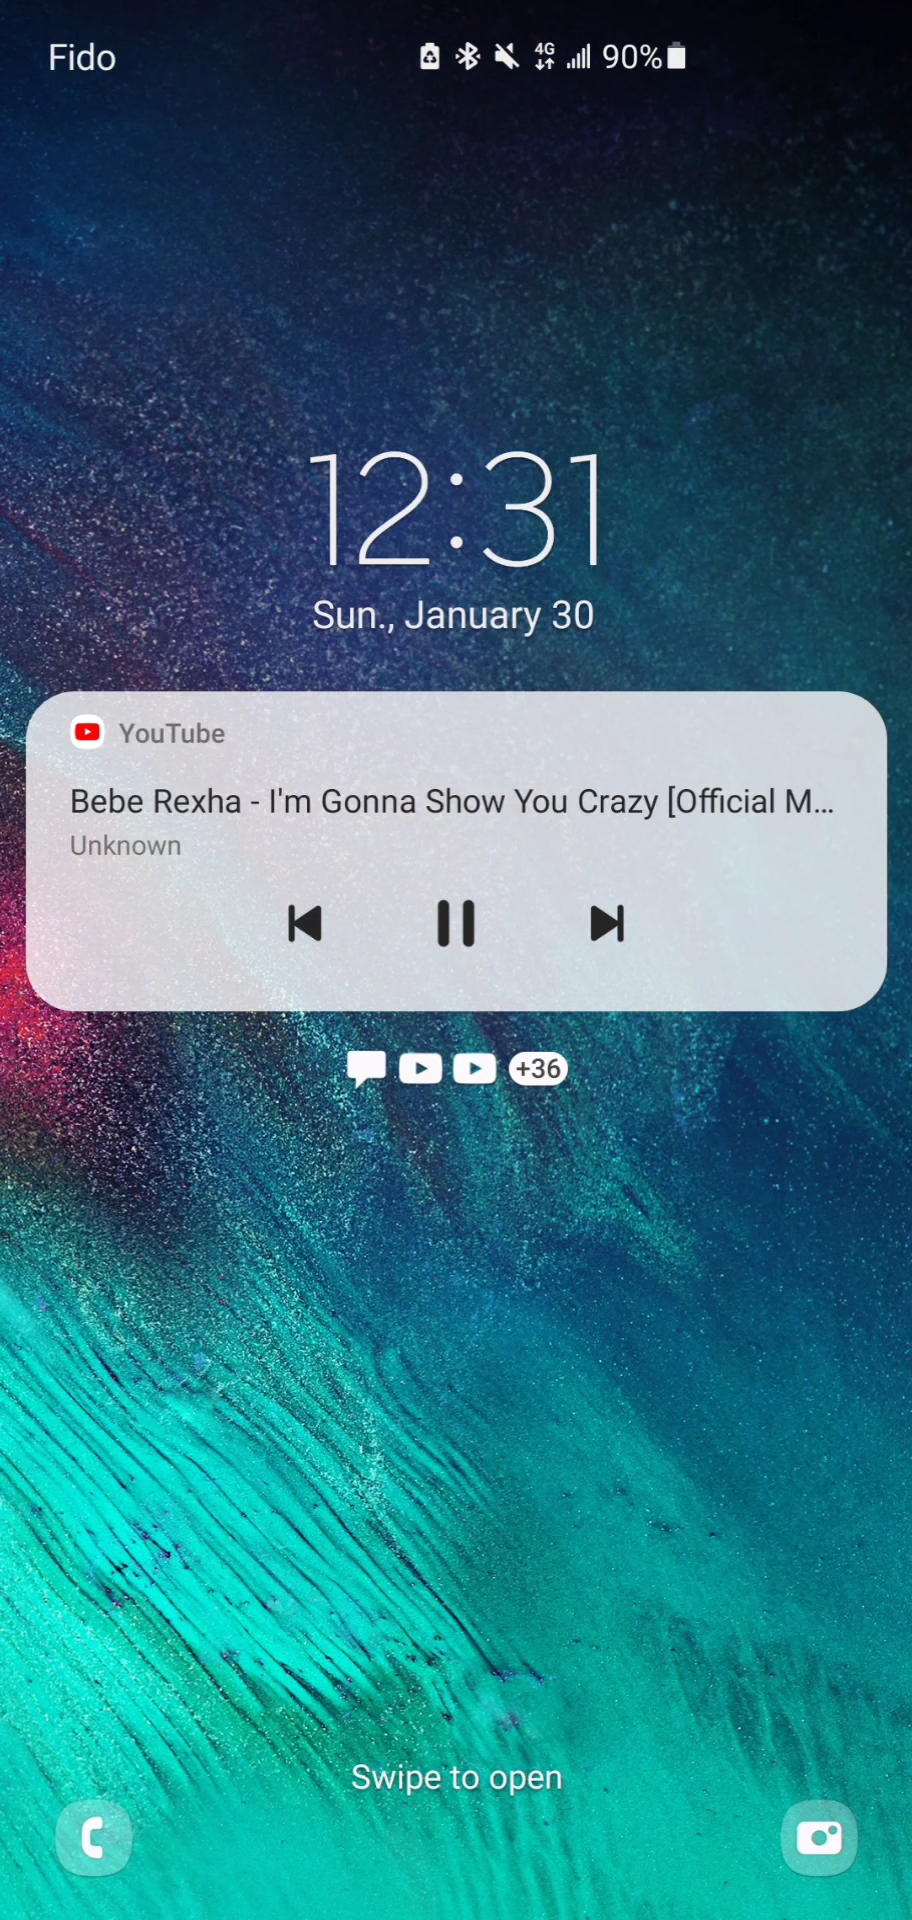 Fido 4G 90%
12:31
Sun., January 30
YouTube
Bebe Rexha - I'm Gonna Show You Crazy [Official M...
Unknown
+36
Swipe to open